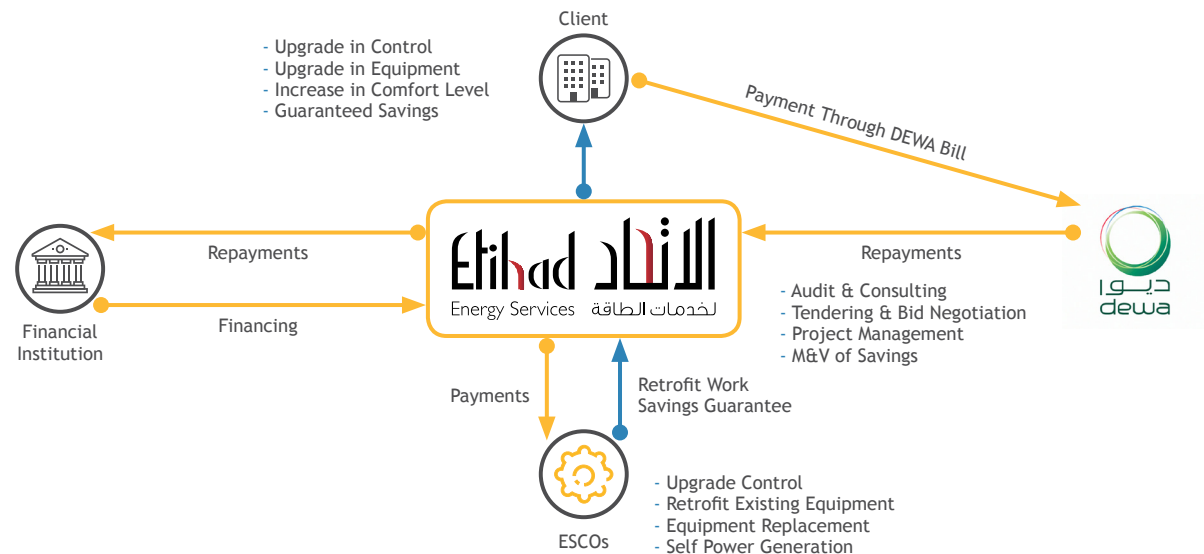 Client
- Upgrade in Control
- Upgrade in Equipment
- Increase in Comfort Level
- Guaranteed Savings
Payment Through DEWA Bill
Etihad الاتحاد
Energy Services لخدمات الطاقة
Repayments
Financing
Financial
Institution
Repayments
- Audit & Consulting
- Tendering & Bid Negotiation
- Project Management
- M&V of Savings
ديوا
dewa
Payments
Retrofit Work
Savings Guarantee
ESCOs
- Upgrade Control
- Retrofit Existing Equipment
- Equipment Replacement
- Self Power Generation